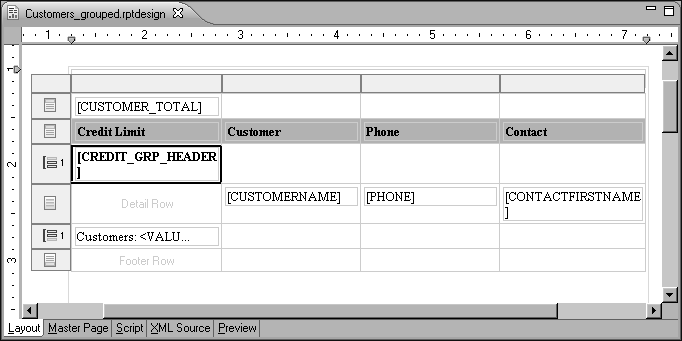 Customers_grouped.rptdesign
1 2 3 4 5 6 7
1
[CUSTOMER_TOTAL]
Credit Limit Customer Phone Contact
2
1 [CREDIT_GRP_HEADER
]
Detail Row [CUSTOMERNAME] [PHONE] [CONTACTFIRSTNAME
]
1 Customers: <VALU...
3 Footer Row
Layout Master Page Script XML Source Preview